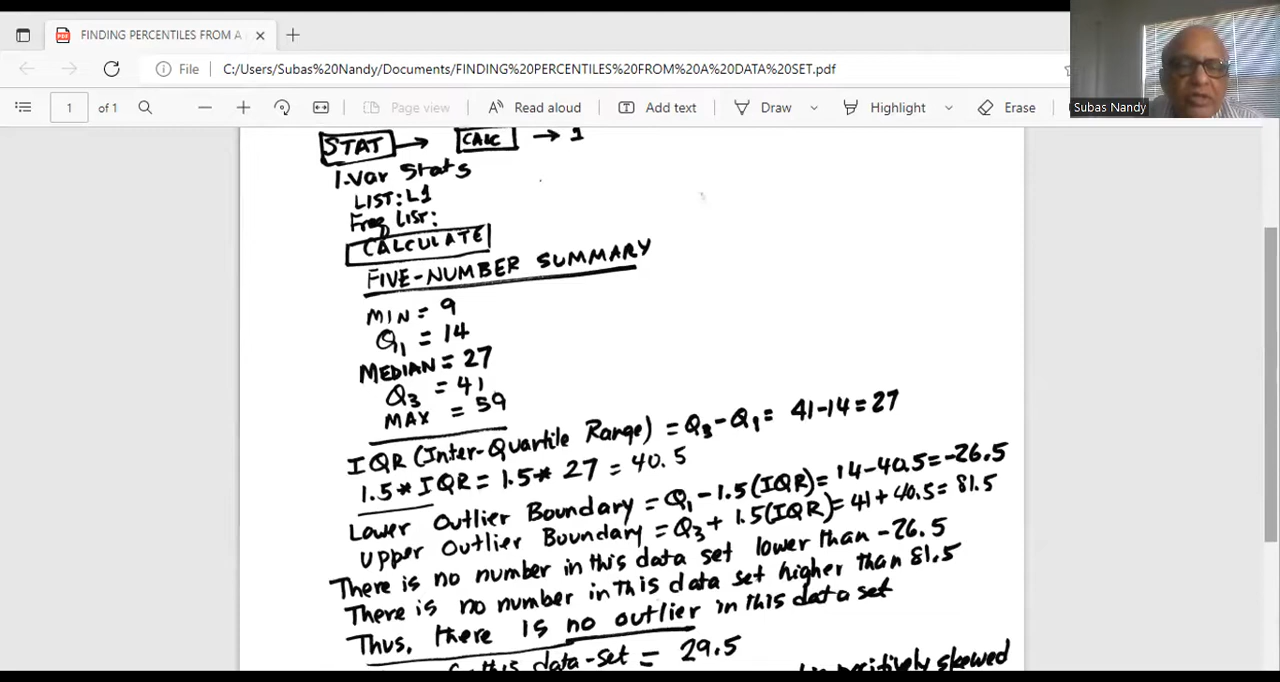 FINDING PERCENTILES FROM A
File C:/Users/Subas%20Nandy/Documents/FINDING%20PERCENTILES%20FROM%20A%20DATA%20SET.pdf
1 of 1 Page view Read aloud Add text Draw Highlight Erase
Subas Nandy
STAT → CALC → 1
1.Var Stats
LIST: L1
Freq LIST:
CALCULATE
FIVE-NUMBER SUMMARY
MIN = 9
Q1 = 14
MEDIAN = 27
Q3 = 41
MAX = 59
IQR (Inter-Quartile Range) = Q3 - Q1 = 41-14 = 27
1.5* IQR = 1.5* 27 = 40.5
Lower Outlier Boundary = Q1 - 1.5(IQR) = 14-40.5 = -26.5
Upper Outlier Boundary = Q3 + 1.5(IQR) = 41 + 40.5 = 81.5
There is no number in this data set lower than -26.5
There is no number in this data set higher than 81.5
Thus, there is no outlier in this data set
this data-set = 29.5
positively skewed